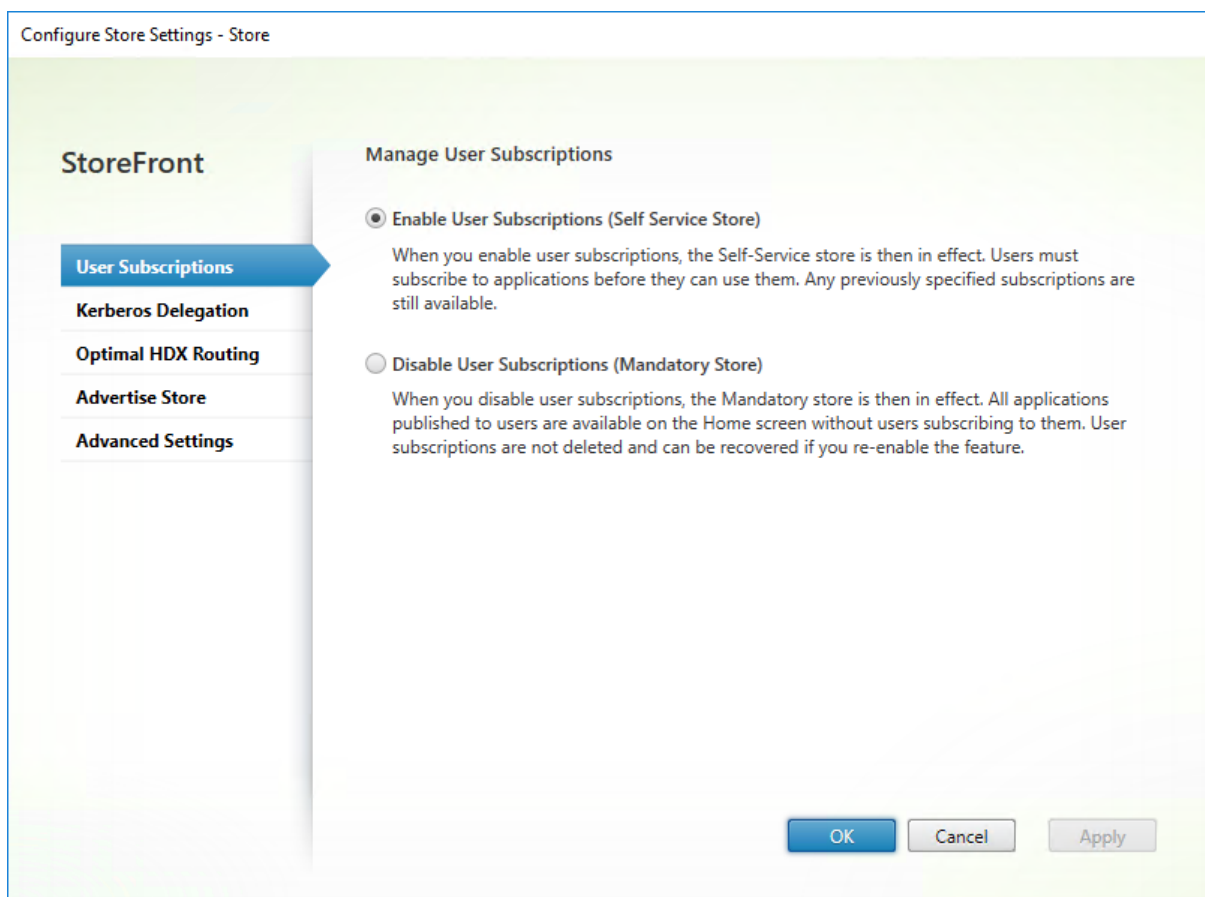 Configure Store Settings - Store
StoreFront
User Subscriptions
Kerberos Delegation
Optimal HDX Routing
Advertise Store
Advanced Settings
Manage User Subscriptions
Enable User Subscriptions (Self Service Store)
When you enable user subscriptions, the Self-Service store is then in effect. Users must
subscribe to applications before they can use them. Any previously specified subscriptions are
still available.
Disable User Subscriptions (Mandatory Store)
When you disable user subscriptions, the Mandatory store is then in effect. All applications
published to users are available on the Home screen without users subscribing to them. User
subscriptions are not deleted and can be recovered if you re-enable the feature.
OK
Cancel
Apply